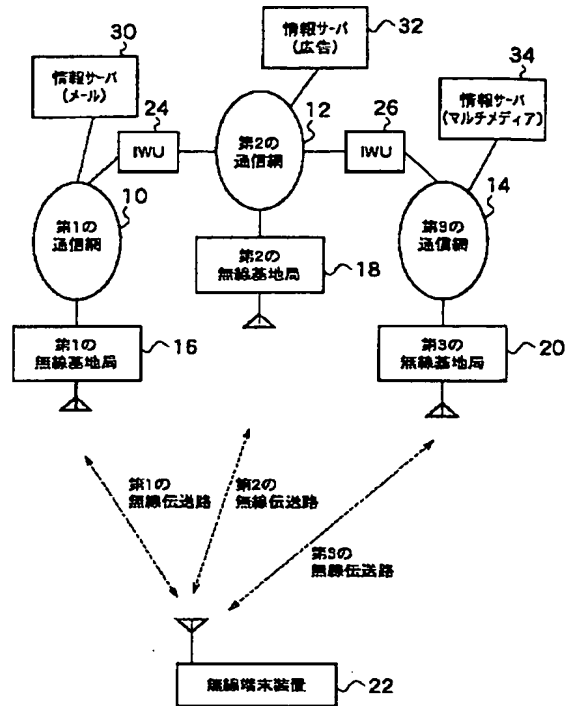 30
情報サーバ
(メール)
情報サーバ
(広告)
32
34
情報サーバ
(マルチメディア)
24
IWU
12
第2の
通信網
26
IWU
10
第1の
通信網
14
第3の
通信網
第2の
無線基地局
18
第1の
無線基地局
16
第3の
無線基地局
20
第1の
無線伝送路
第2の
無線伝送路
第3の
無線伝送路
無線端末装置
22